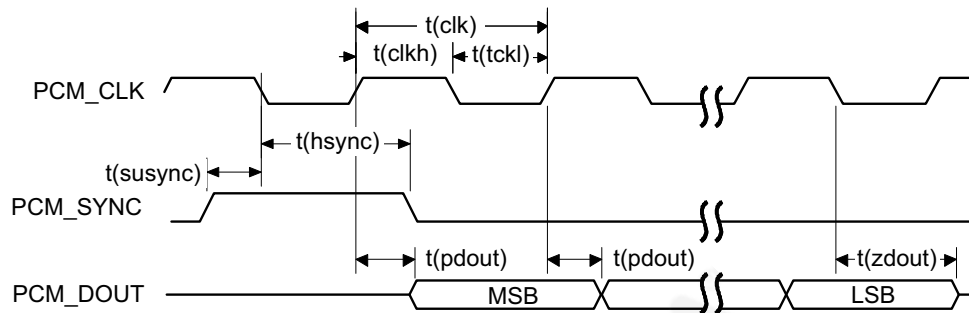 t(clk)
t(clkh)
t(tckl)
PCM_CLK
t(hsync)
t(susync)
PCM_SYNC
t(pdout)
t(pdout)
t(zdout)
PCM_DOUT
MSB
LSB